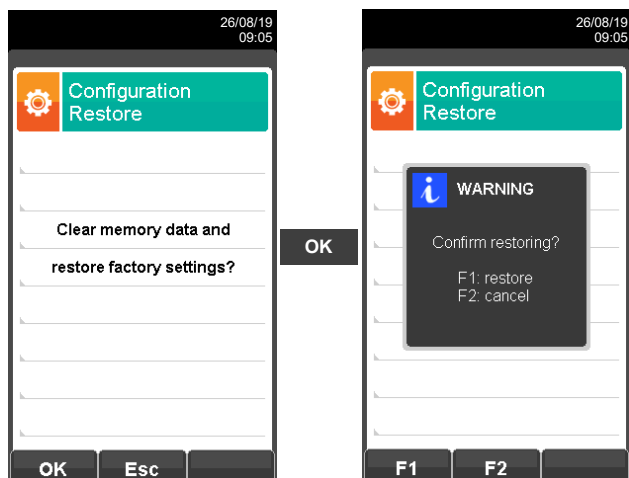 26/08/19
09:05
Configuration
Restore
Clear memory data and
restore factory settings?
OK
Esc
OK
26/08/19
09:05
Configuration
Restore
i
WARNING
Confirm restoring?
F1: restore
F2: cancel
F1
F2